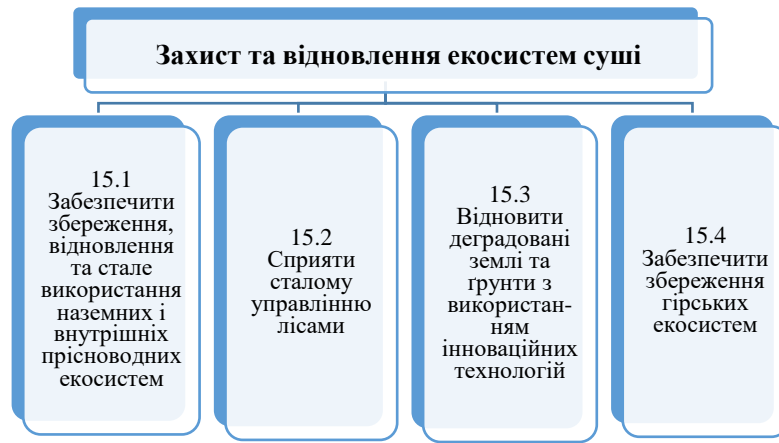 Захист та відновлення екосистем суші
15.1
Забезпечити
збереження,
відновлення
та стале
використання
наземних і
внутрішніх
прісноводних
екосистем
15.2
Сприяти
сталому
управлінню
лісами
15.3
Відновити
деградовані
землі та
ґрунти з
використан-
ням
інноваційних
технологій
15.4
Забезпечити
збереження
гірських
екосистем